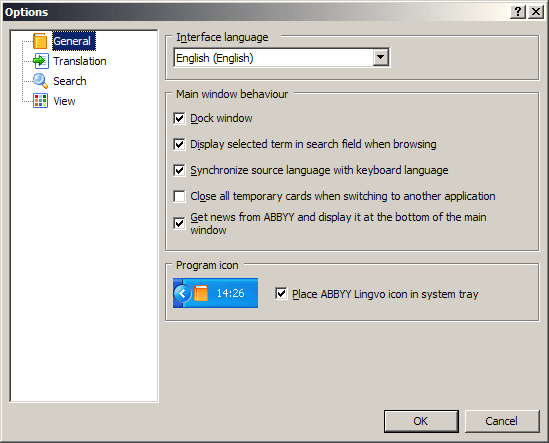 Options
General
Translation
Search
View
Interface language
English (English)
Main window behaviour
Dock window
Display selected term in search field when browsing
Synchronize source language with keyboard language
Close all temporary cards when switching to another application
Get news from ABBYY and display it at the bottom of the main
window
Program icon
14:26
Place ABBYY Lingvo icon in system tray
OK
Cancel